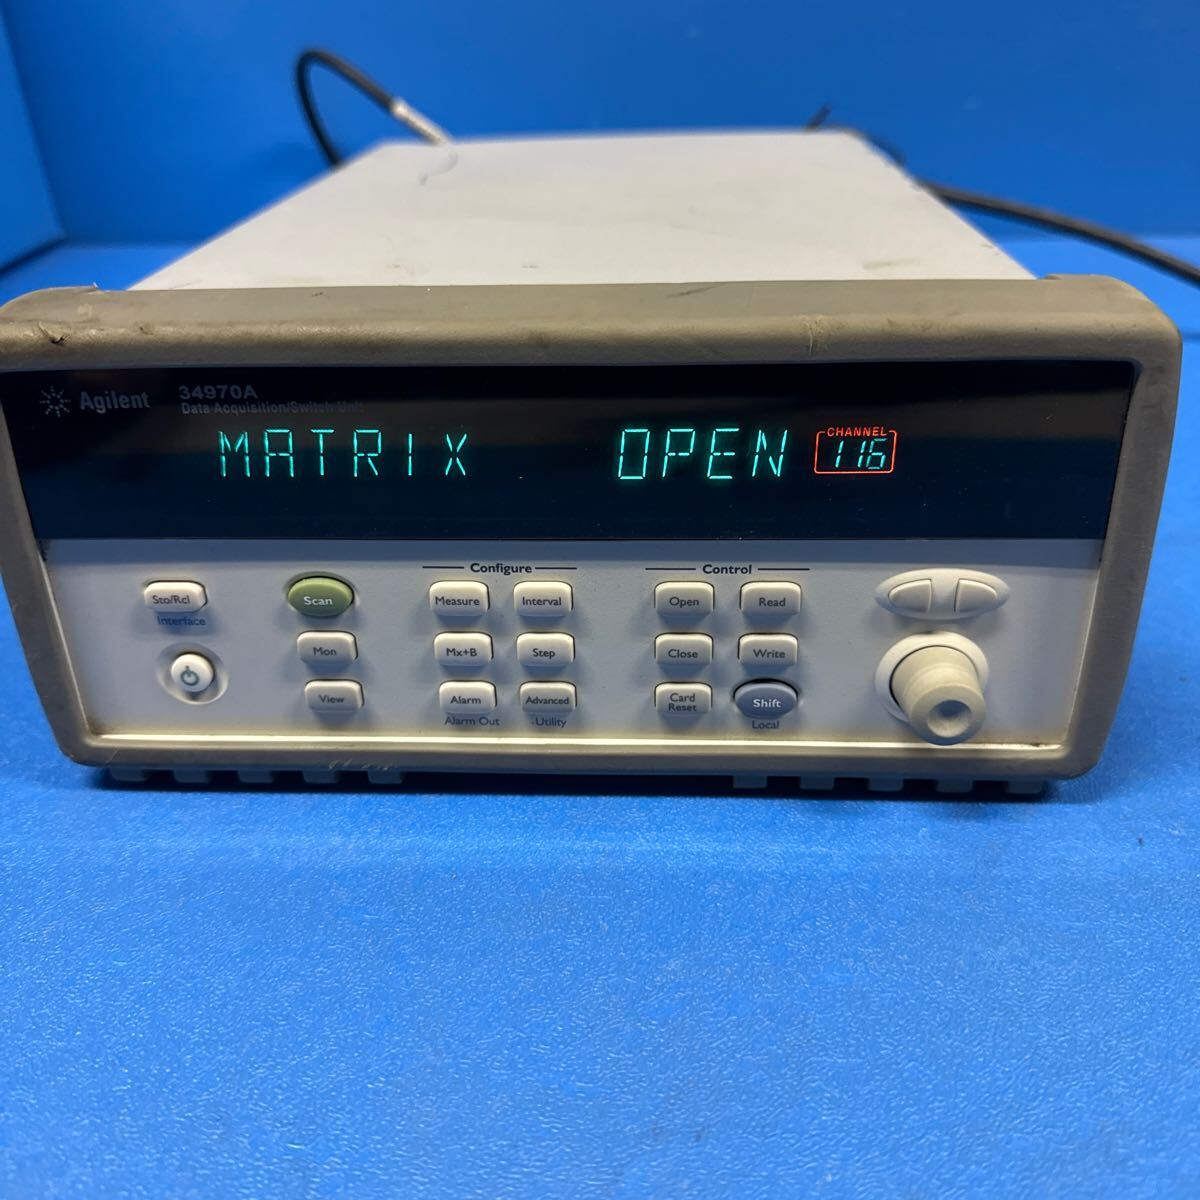 Agilent 34970A
Data Acquisition/Switch Unit
MATRIX OPEN CHANNEL 116
Configure Control
Sto/Rcl Scan Measure Interval Open Read
Interface
Mon Mx+B Step Close Write
View Alarm Advanced Card Reset Shift
Alarm Out Utility Local